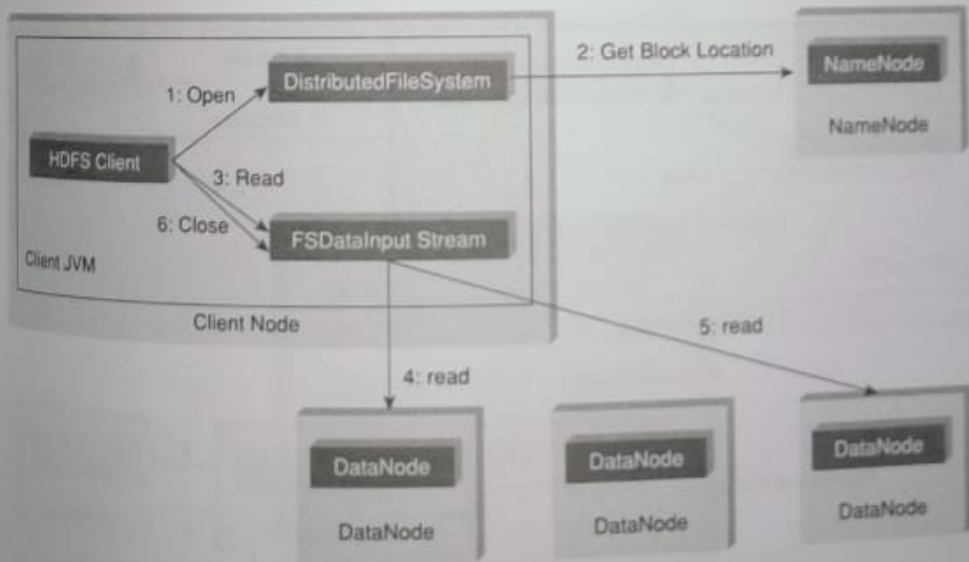 DistributedFileSystem
2: Get Block Location
NameNode
NameNode
1: Open
HDFS Client
3: Read
6: Close
FSDataInput Stream
Client JVM
Client Node
5: read
4: read
DataNode
DataNode
DataNode
DataNode
DataNode
DataNode